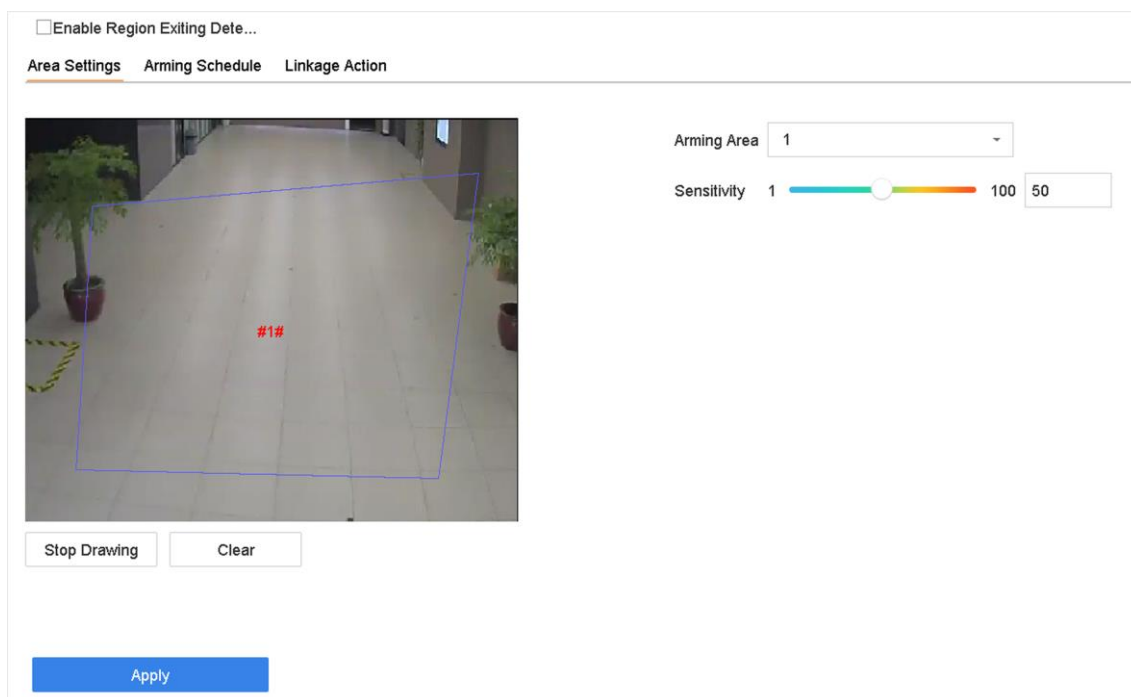 Enable Region Exiting Dete...
Area Settings Arming Schedule Linkage Action
Arming Area 1
Sensitivity 1 100 50
#1#
Stop Drawing Clear
Apply